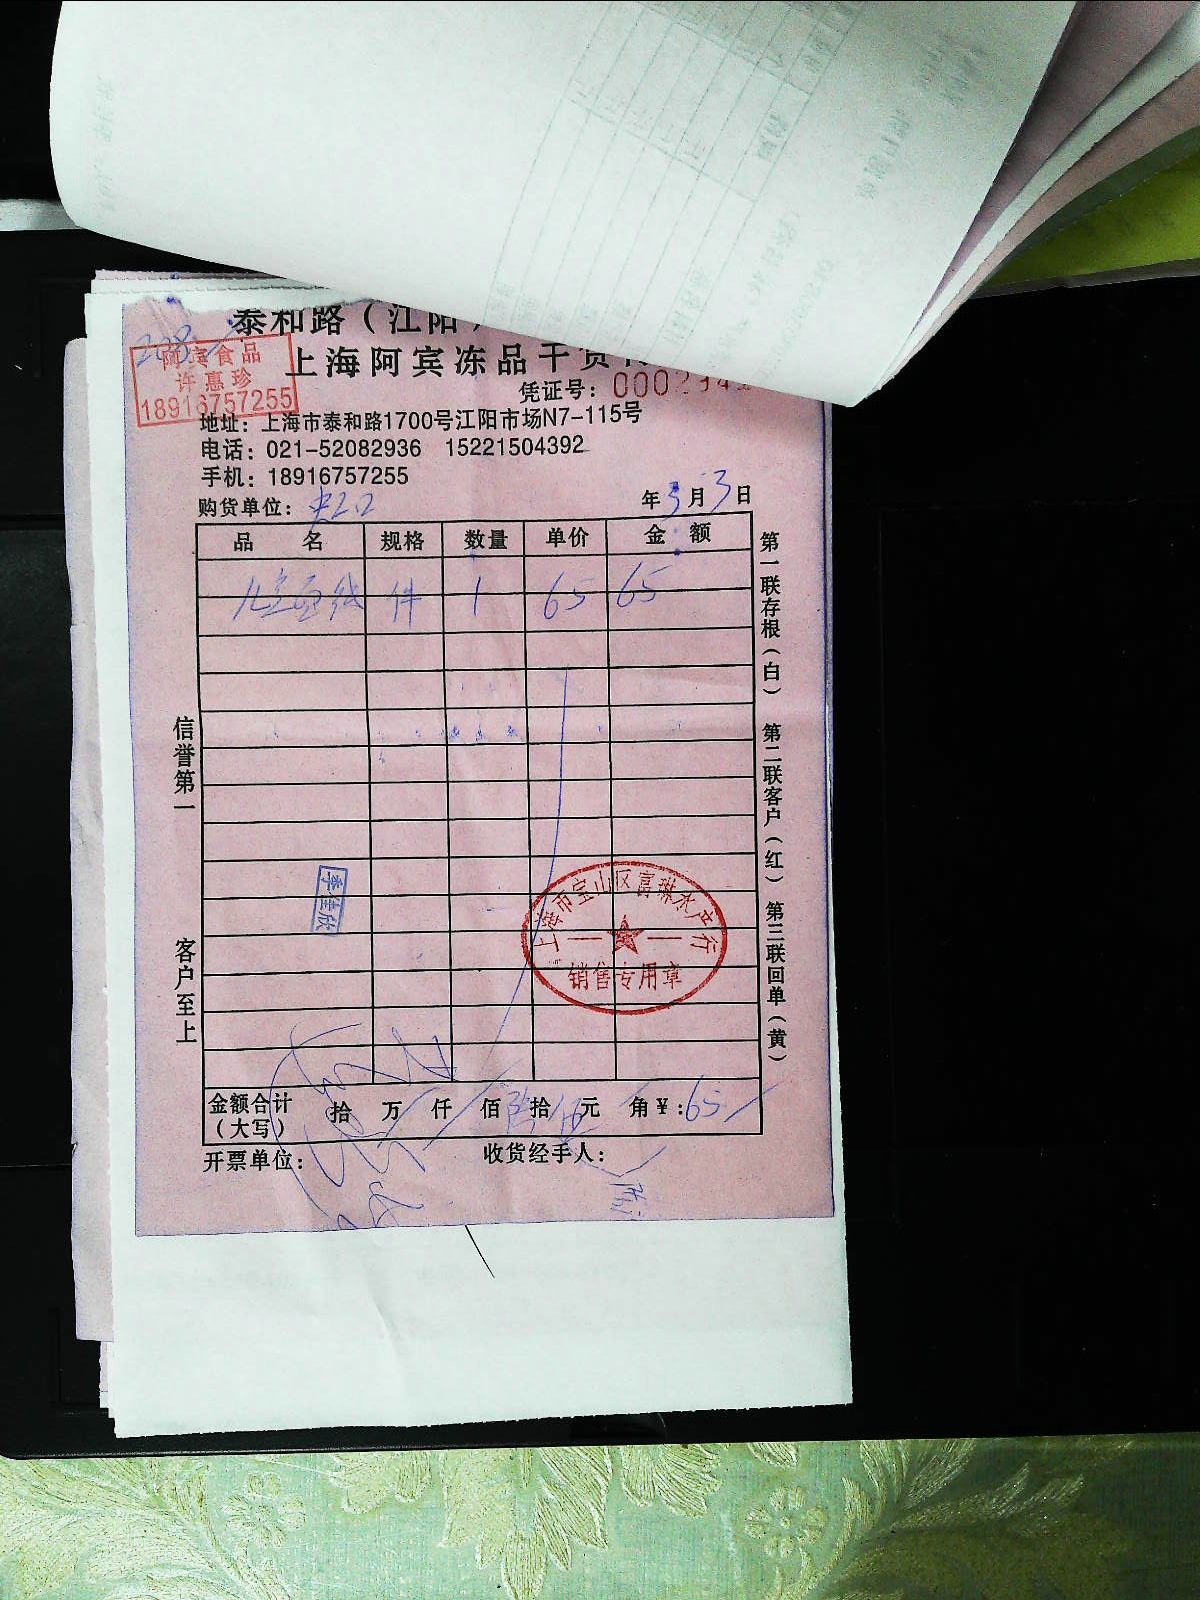 泰和路（江阳
上海阿宾冻品干货
阿宾食品
许惠珍
18916757255
凭证号：
地址：上海市泰和路1700号江阳市场N7-115号
电话：021-52082936 15221504392
手机：18916757255
购货单位：
年3月3日
品 名 规格 数量 单价 金 额
件 1 65 65
第一联存根（白） 第二联客户（红） 第三联回单（黄）
信誉第一 客户至上
李佳欣
上海市宝山区富琳水产行
销售专用章
金额合计（大写） 拾 万 仟 佰 陆拾伍元 角 ¥：65
开票单位： 收货经手人：